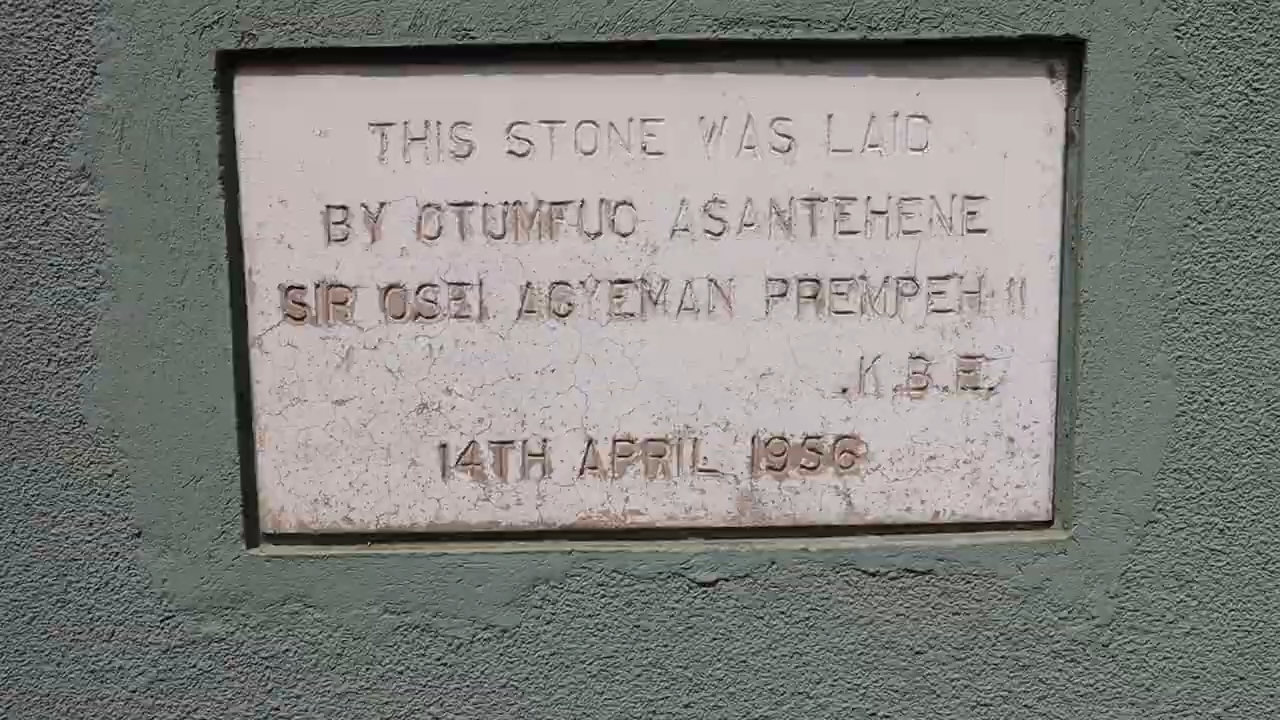 THIS STONE WAS LAID
BY OTUMFUO ASANTEHENE
SIR OSEI AGYEMAN PREMPEH II
.K.B.E.
14TH APRIL 1956